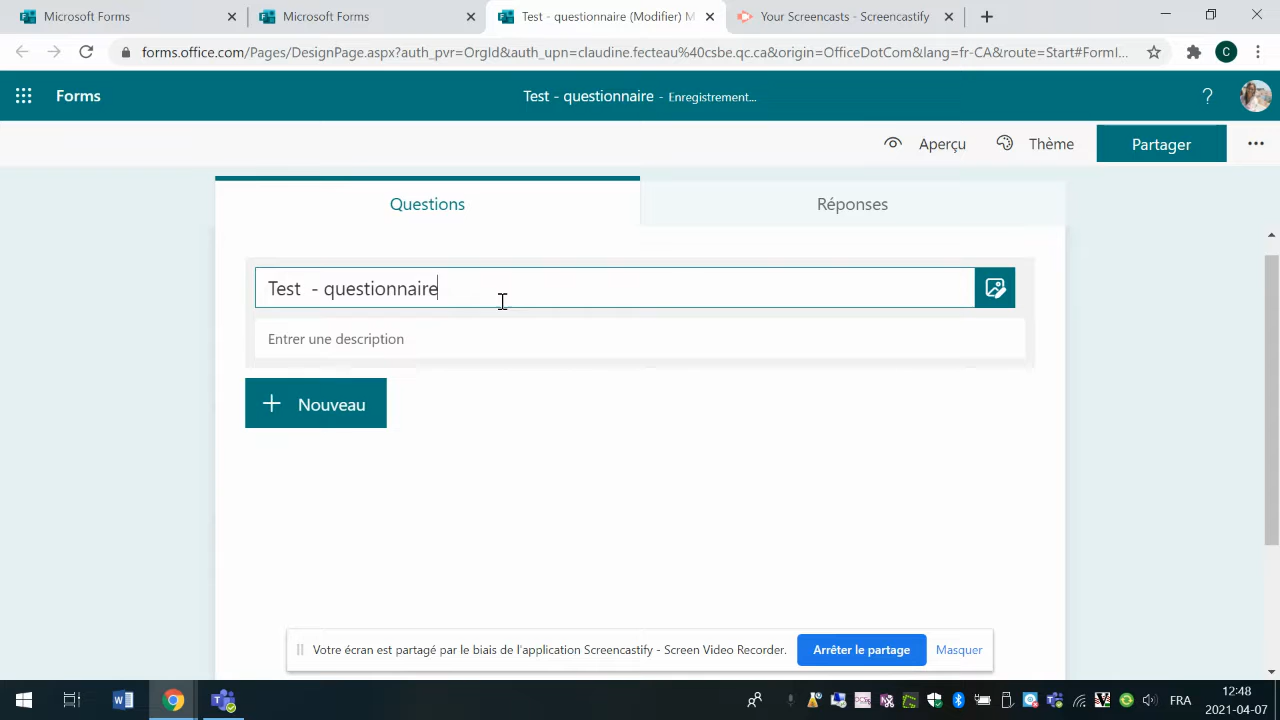 Microsoft Forms
Microsoft Forms
Test - questionnaire (Modifier) M
Your Screencasts - Screencastify
forms.office.com/Pages/DesignPage.aspx?auth_pvr=OrgId&auth_upn=claudine.fecteau%40csbe.qc.ca&origin=OfficeDotCom&lang=fr-CA&route=Start#FormI...
C
Forms
Test - questionnaire - Enregistrement...
?
Aperçu
Thème
Partager
Questions
Réponses
Test - questionnaire
Entrer une description
+ Nouveau
Votre écran est partagé par le biais de l'application Screencastify - Screen Video Recorder.
Arrêter le partage
Masquer
FRA
12:48
2021-04-07